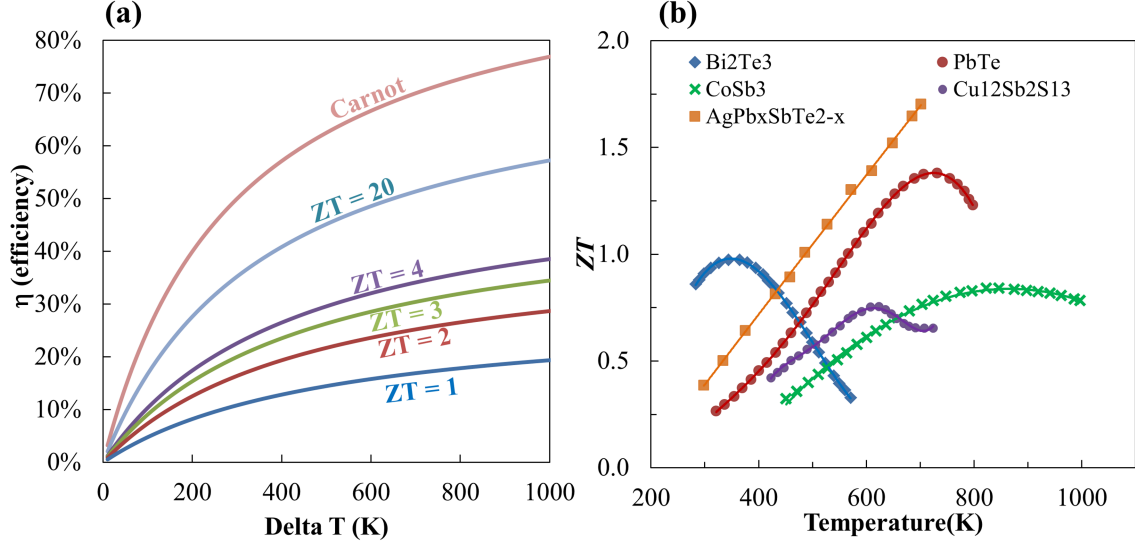 (a)
80%
70%
60%
50%
40%
30%
20%
10%
0%
η (efficiency)
Carnot
ZT = 20
ZT = 4
ZT = 3
ZT = 2
ZT = 1
0 200 400 600 800 1000
Delta T (K)
(b)
2.0
1.5
1.0
0.5
0.0
ZT
Bi2Te3 PbTe
CoSb3 Cu12Sb2S13
AgPbxSbTe2-x
200 400 600 800 1000
Temperature(K)